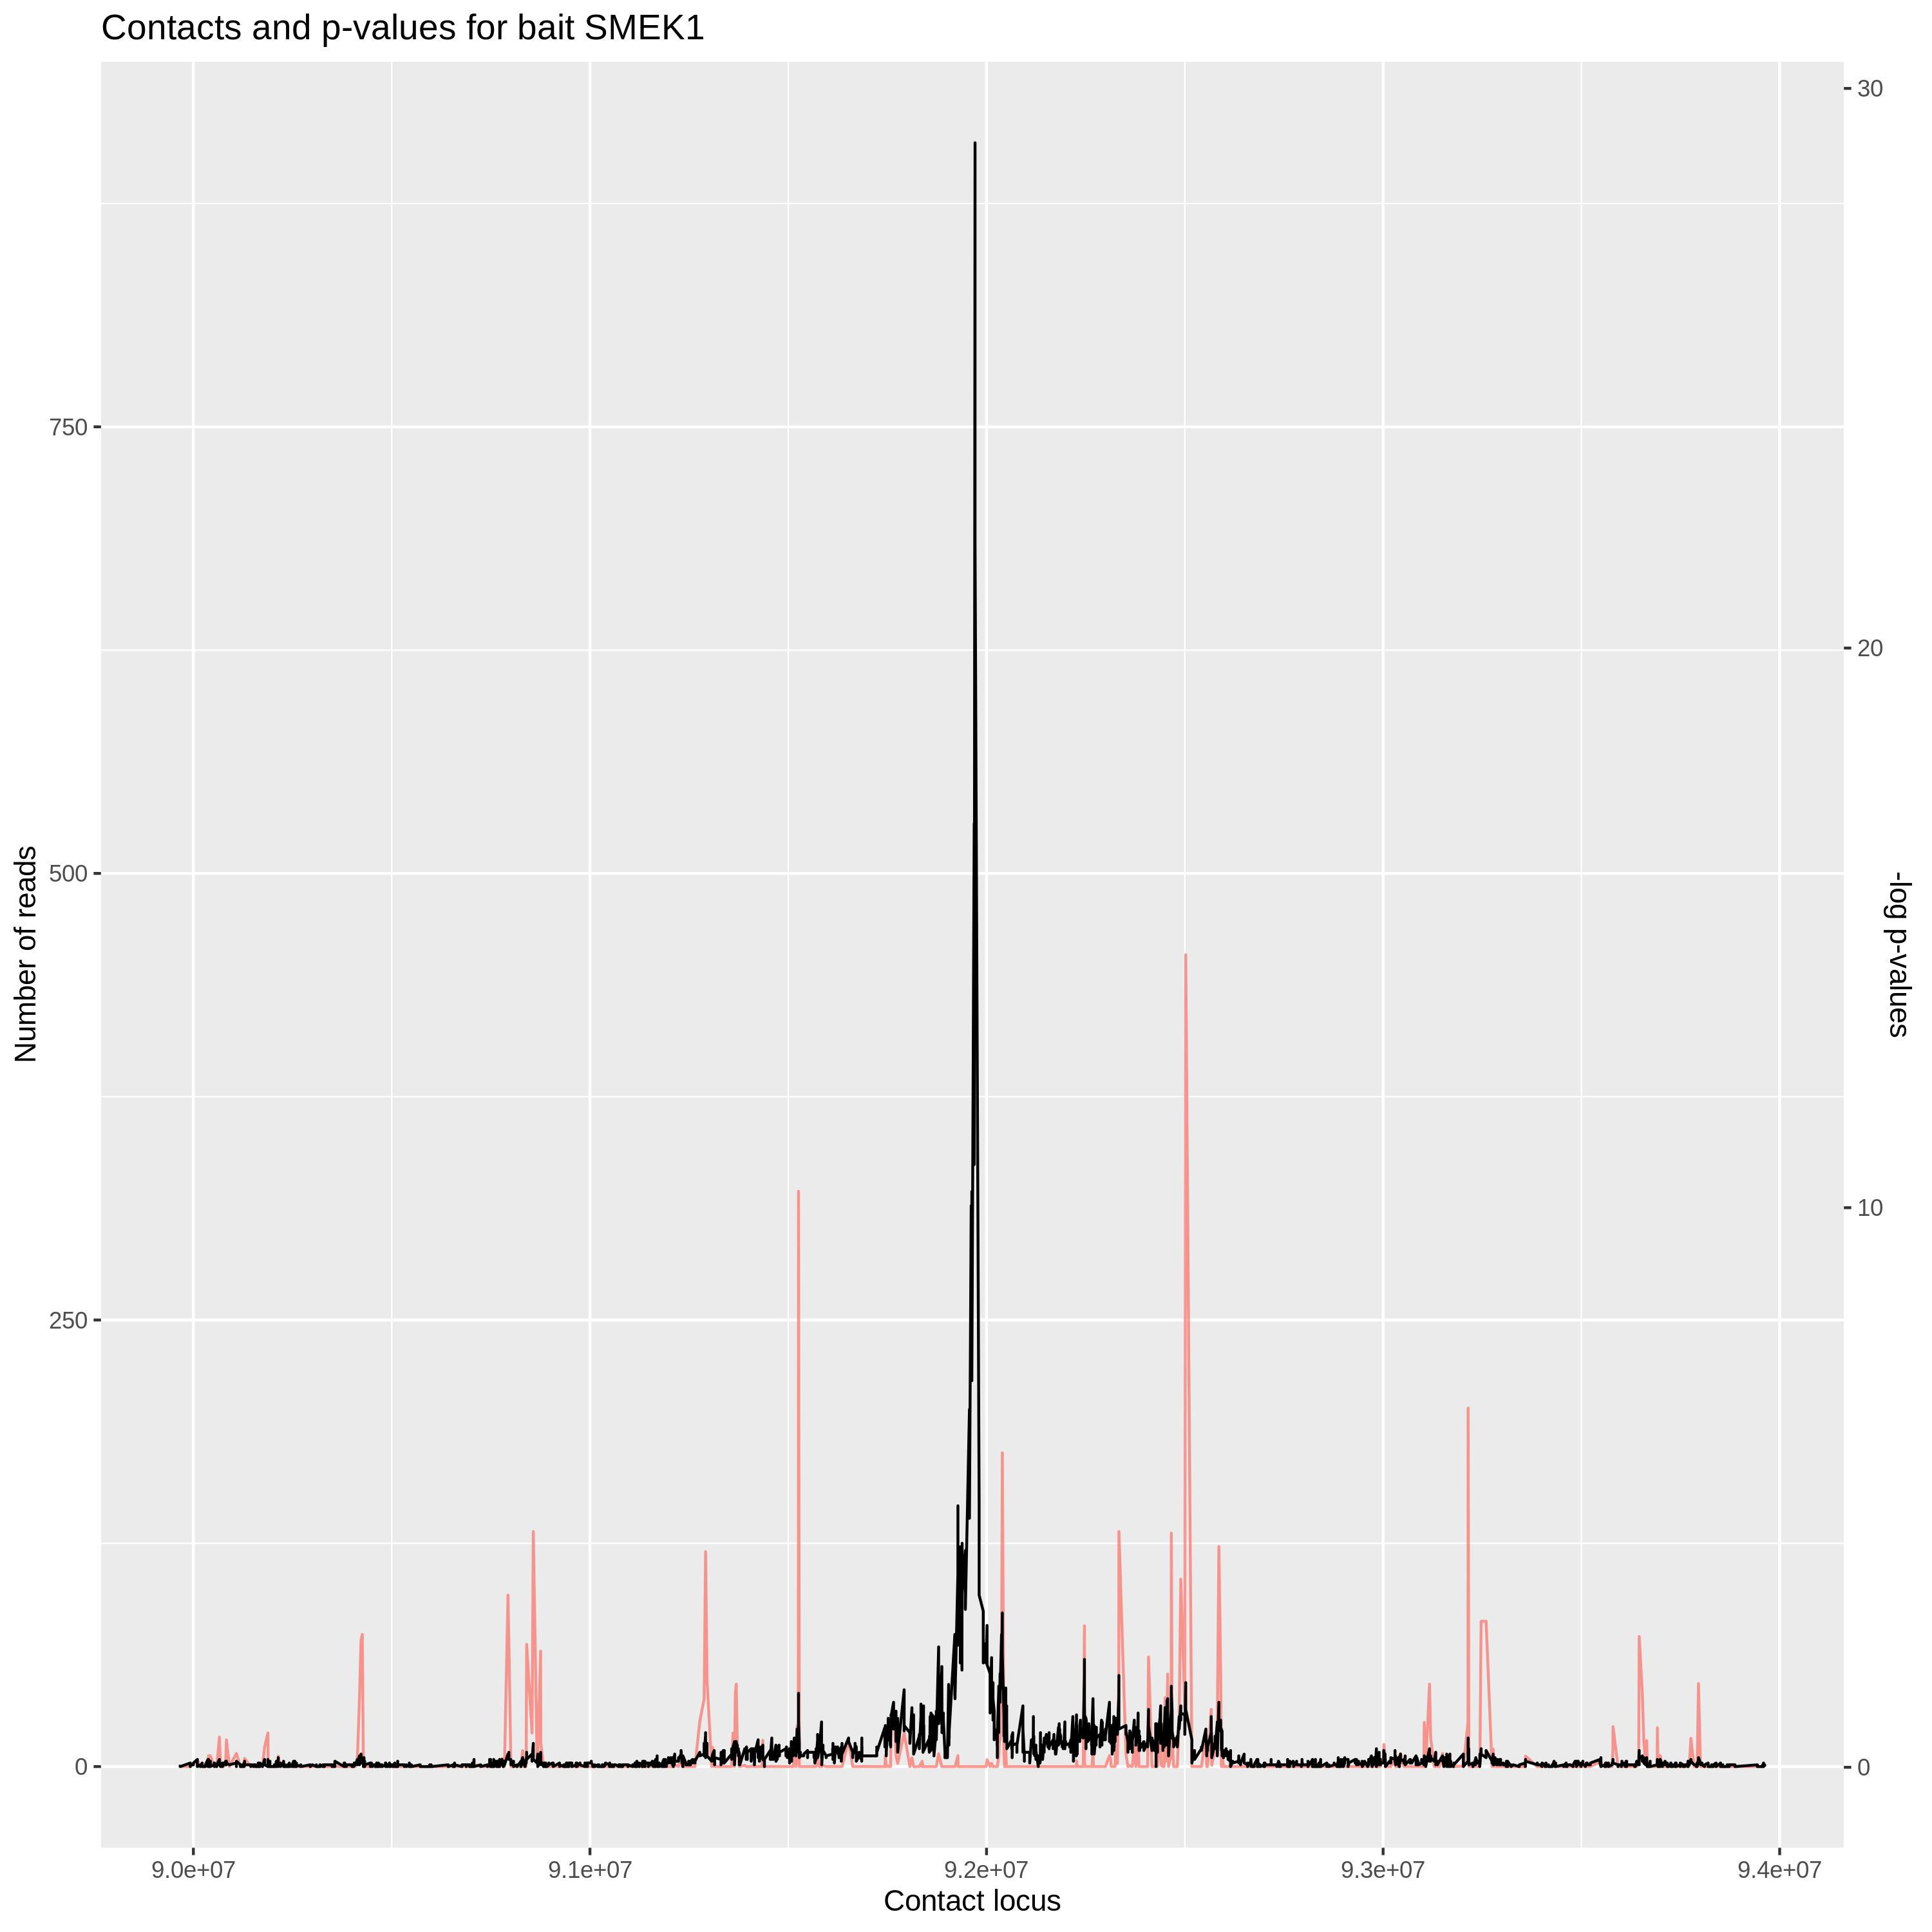 Contacts and p-values for bait SMEK1
30
750
20
500
Number of reads
-log p-values
10
250
0
0
9.0e+07
9.1e+07
9.2e+07
9.3e+07
9.4e+07
Contact locus